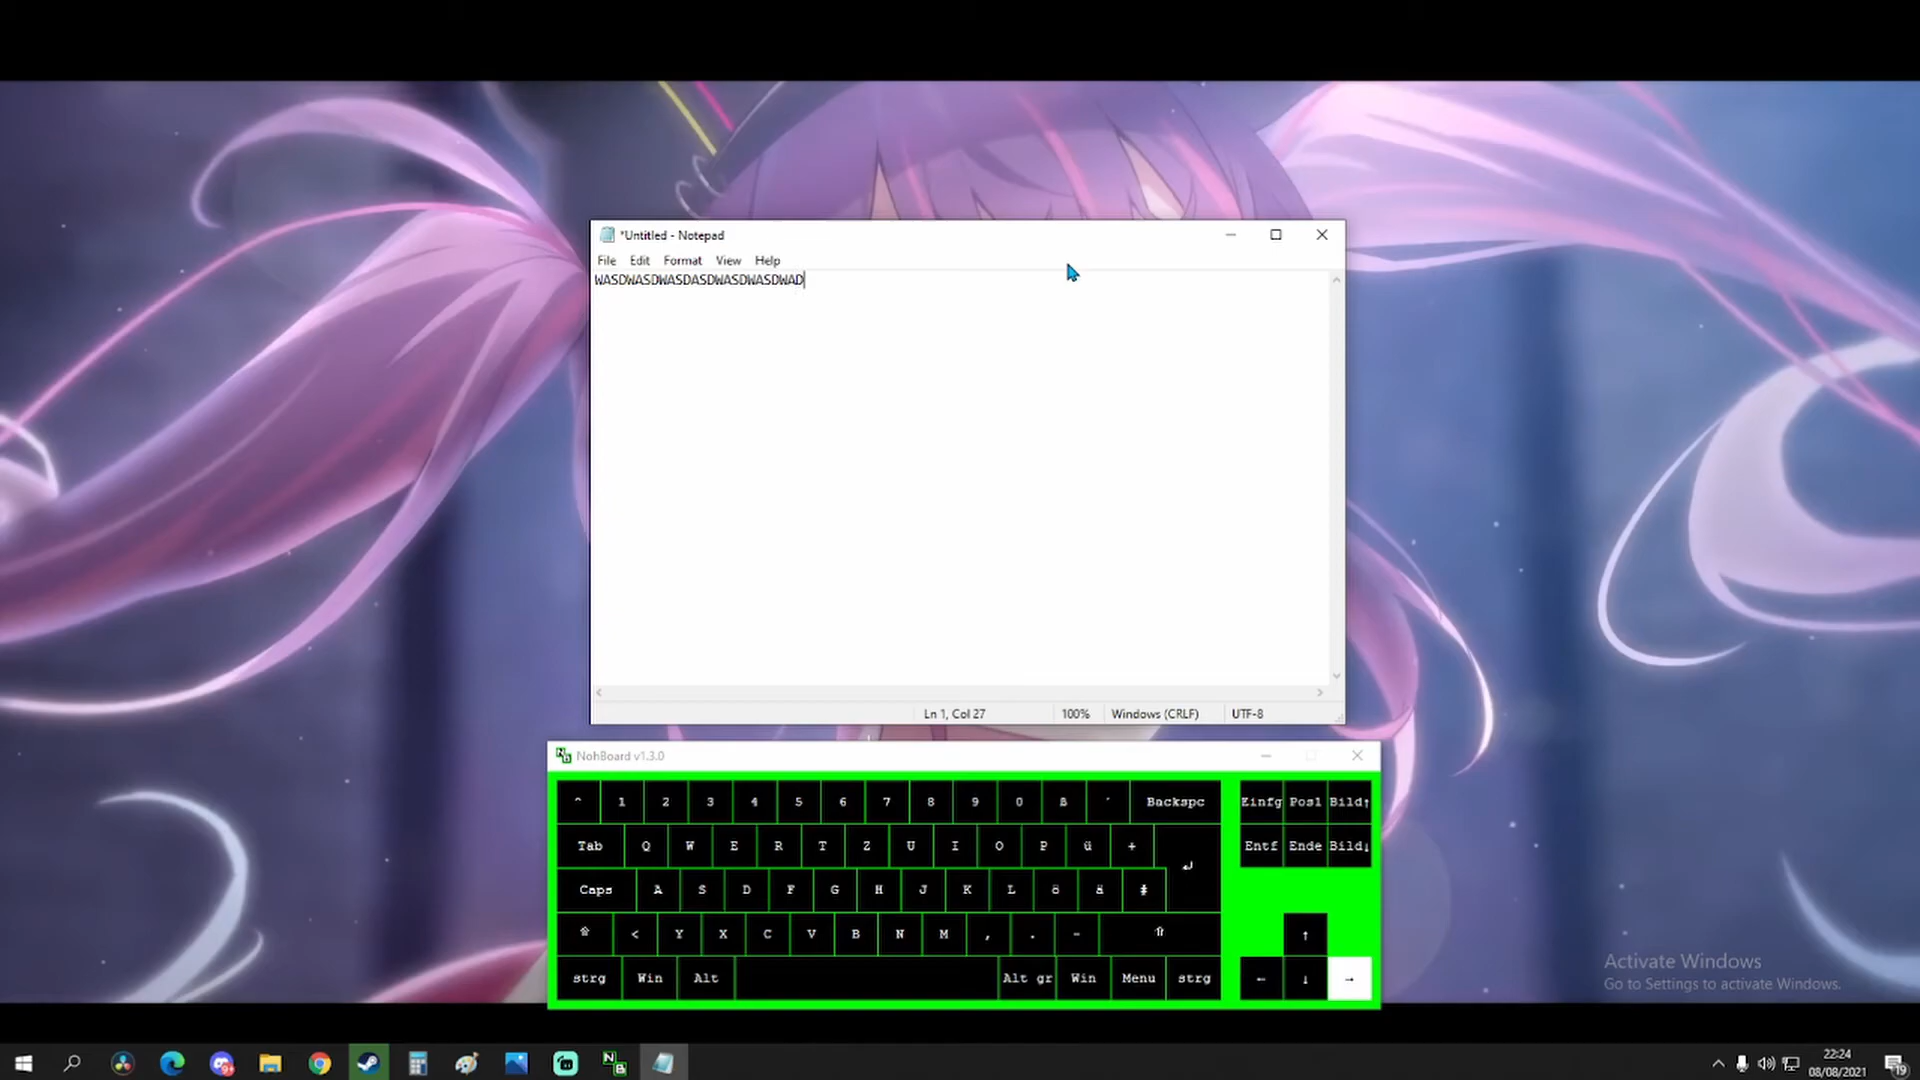 *Untitled - Notepad
File Edit Format View Help
WASDWASDWASDASDWASDWASDWAD
Ln 1, Col 27 100% Windows (CRLF) UTF-8
NohBoard v1.3.0
^ 1 2 3 4 5 6 7 8 9 0 ß ´ Backspc Einfg Pos1 Bild↑
Tab Q W E R T Z U I O P ü + ↵ Entf Ende Bild↓
Caps A S D F G H J K L ö ä #
⇧ < Y X C V B N M , . - ⇧ ↑
strg Win Alt Alt gr Win Menu strg ← ↓ →
Activate Windows
Go to Settings to activate Windows.
22:24
08/08/2021
19